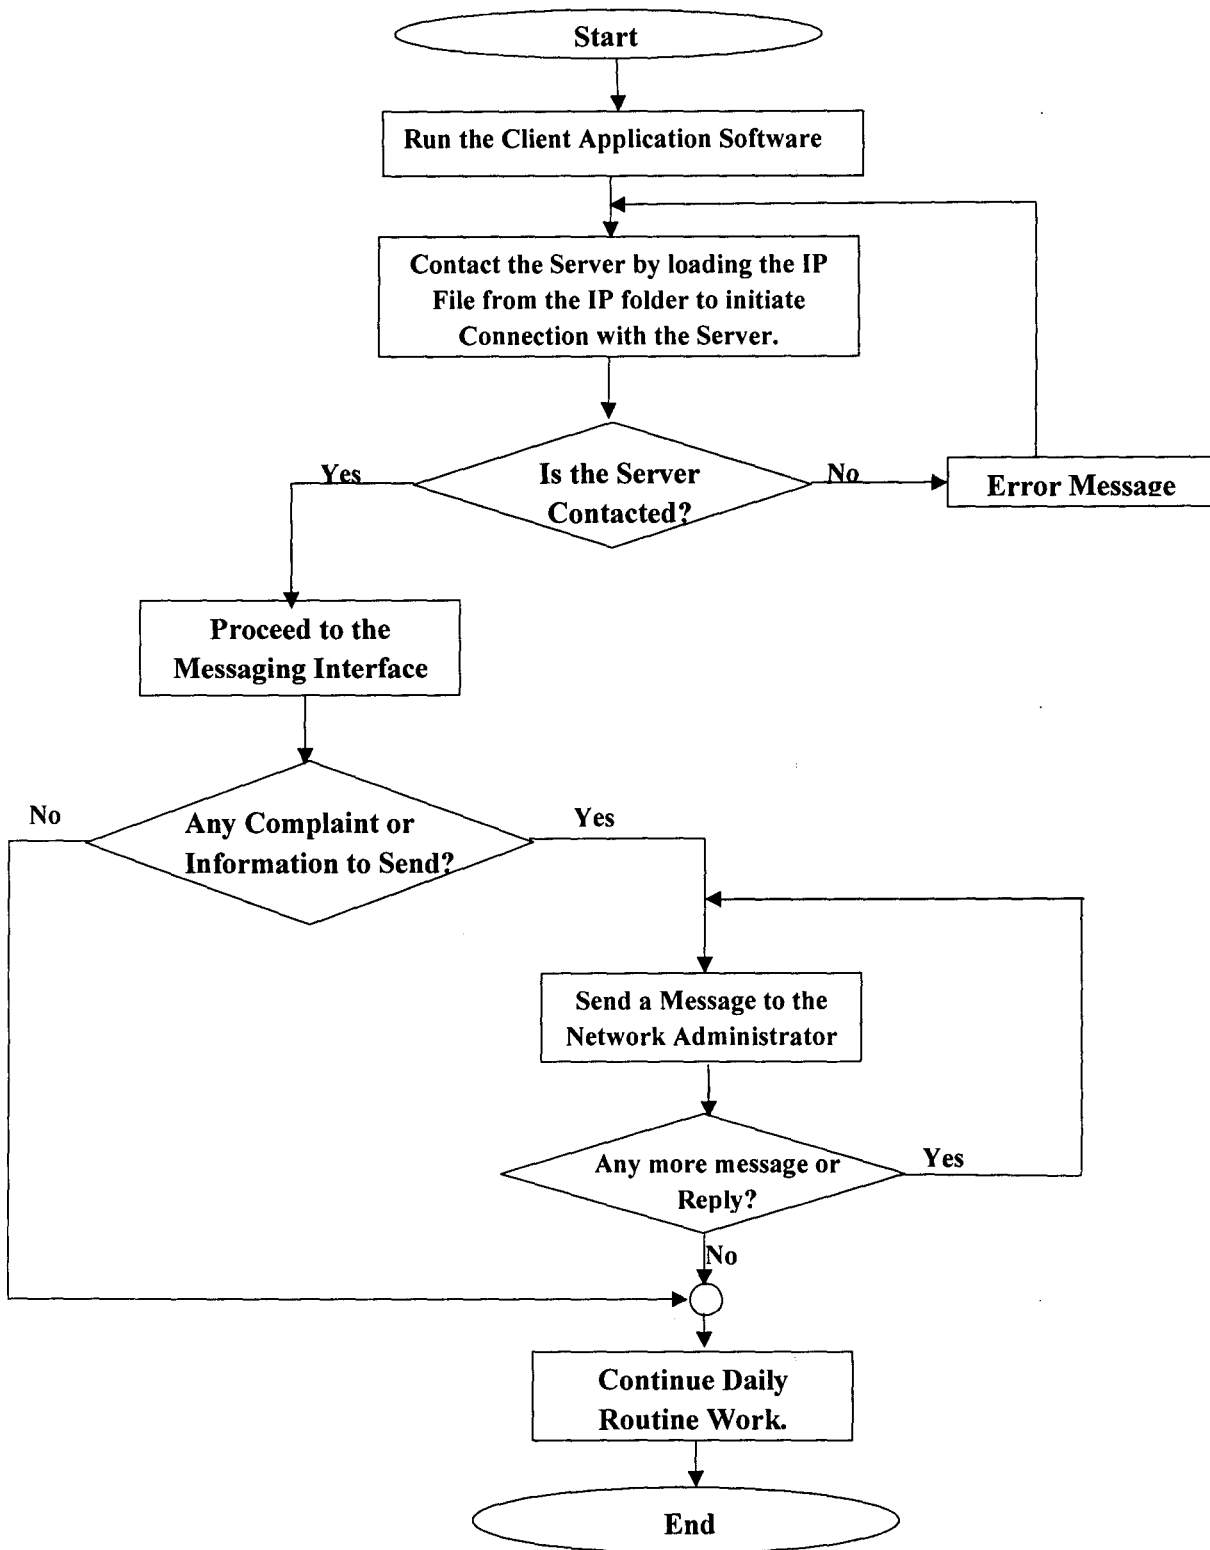 Start
Run the Client Application Software
Contact the Server by loading the IP
File from the IP folder to initiate
Connection with the Server.
Yes
Is the Server
Contacted?
No
Error Message
Proceed to the
Messaging Interface
No
Any Complaint or
Information to Send?
Yes
Send a Message to the
Network Administrator
Any more message or
Reply?
Yes
No
Continue Daily
Routine Work.
End